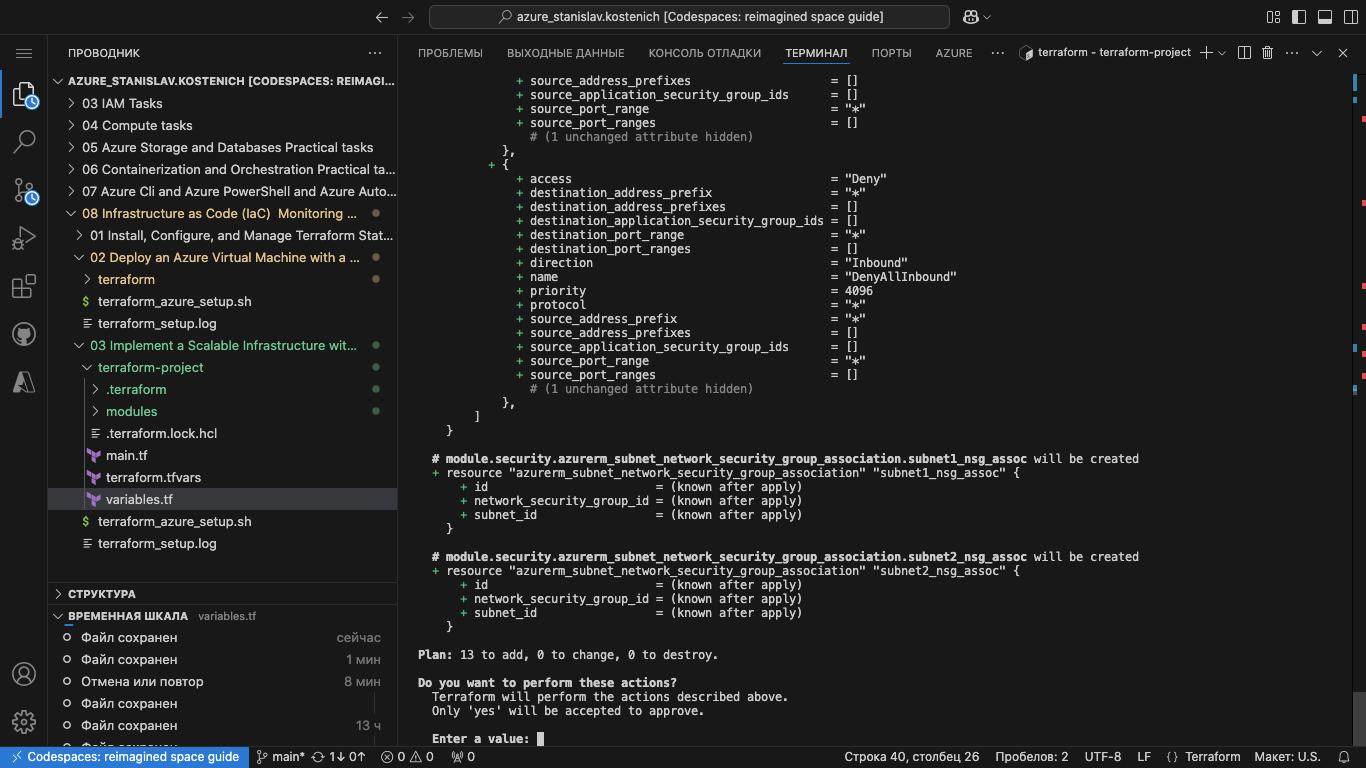 azure_stanislav.kostenich [Codespaces: reimagined space guide]
ПРОВОДНИК
AZURE_STANISLAV.KOSTENICH [CODESPACES: REIMAGI...
03 IAM Tasks
04 Compute tasks
05 Azure Storage and Databases Practical tasks
06 Containerization and Orchestration Practical ta...
07 Azure Cli and Azure PowerShell and Azure Auto...
08 Infrastructure as Code (IaC) Monitoring ...
01 Install, Configure, and Manage Terraform Stat...
02 Deploy an Azure Virtual Machine with a ...
terraform
$ terraform_azure_setup.sh
terraform_setup.log
03 Implement a Scalable Infrastructure wit...
terraform-project
.terraform
modules
.terraform.lock.hcl
main.tf
terraform.tfvars
variables.tf
$ terraform_azure_setup.sh
terraform_setup.log
СТРУКТУРА
ВРЕМЕННАЯ ШКАЛА variables.tf
Файл сохранен сейчас
Файл сохранен 1 мин
Отмена или повтор 8 мин
Файл сохранен
Файл сохранен 13 ч
ПРОБЛЕМЫ ВЫХОДНЫЕ ДАННЫЕ КОНСОЛЬ ОТЛАДКИ ТЕРМИНАЛ ПОРТЫ AZURE ... terraform - terraform-project
+ source_address_prefixes = []
+ source_application_security_group_ids = []
+ source_port_range = "*"
+ source_port_ranges = []
# (1 unchanged attribute hidden)
},
+ {
+ access = "Deny"
+ destination_address_prefix = "*"
+ destination_address_prefixes = []
+ destination_application_security_group_ids = []
+ destination_port_range = "*"
+ destination_port_ranges = []
+ direction = "Inbound"
+ name = "DenyAllInbound"
+ priority = 4096
+ protocol = "*"
+ source_address_prefix = "*"
+ source_address_prefixes = []
+ source_application_security_group_ids = []
+ source_port_range = "*"
+ source_port_ranges = []
# (1 unchanged attribute hidden)
},
]
}
# module.security.azurerm_subnet_network_security_group_association.subnet1_nsg_assoc will be created
+ resource "azurerm_subnet_network_security_group_association" "subnet1_nsg_assoc" {
+ id = (known after apply)
+ network_security_group_id = (known after apply)
+ subnet_id = (known after apply)
}
# module.security.azurerm_subnet_network_security_group_association.subnet2_nsg_assoc will be created
+ resource "azurerm_subnet_network_security_group_association" "subnet2_nsg_assoc" {
+ id = (known after apply)
+ network_security_group_id = (known after apply)
+ subnet_id = (known after apply)
}
Plan: 13 to add, 0 to change, 0 to destroy.
Do you want to perform these actions?
Terraform will perform the actions described above.
Only 'yes' will be accepted to approve.
Enter a value:
Codespaces: reimagined space guide main* 1↓ 0↑ 0 0 0 Строка 40, столбец 26 Пробелов: 2 UTF-8 LF {} Terraform Макет: U.S.